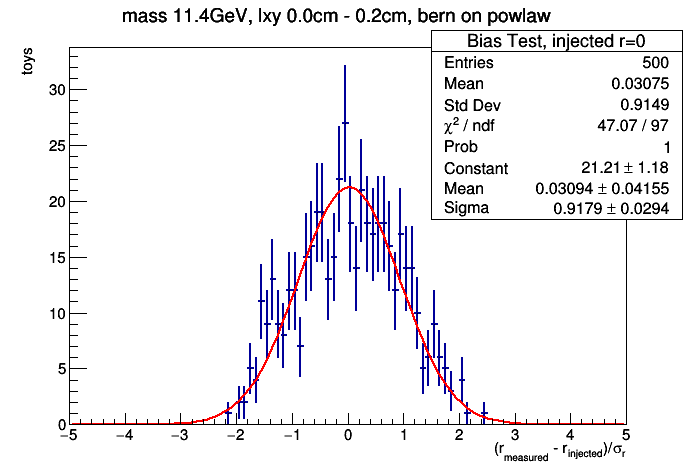 mass 11.4GeV, lxy 0.0cm - 0.2cm, bern on powlaw
Bias Test, injected r=0
Entries 500
Mean 0.03075
Std Dev 0.9149
χ² / ndf 47.07 / 97
Prob 1
Constant 21.21 ± 1.18
Mean 0.03094 ± 0.04155
Sigma 0.9179 ± 0.0294
toys
30
25
20
15
10
5
0
−5 −4 −3 −2 −1 0 1 2 3 4 5
(r_measured - r_injected)/σ_r